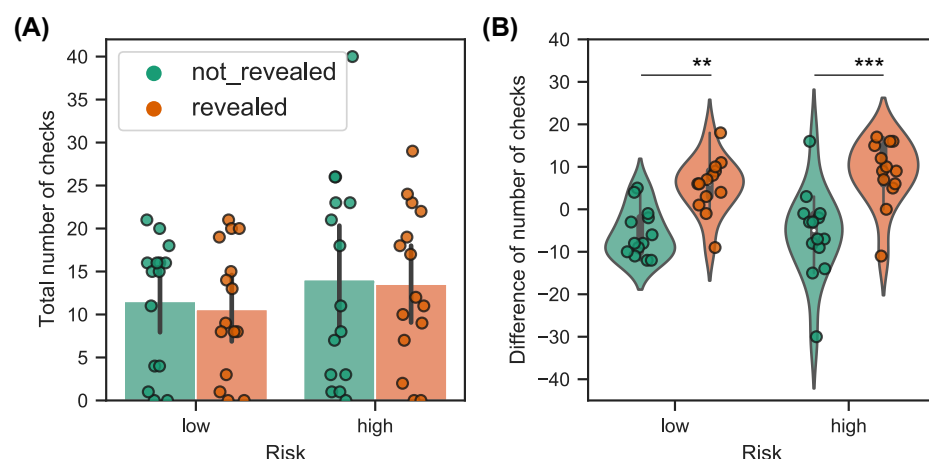 (A)
Total number of checks
40
35
30
25
20
15
10
5
0
not_revealed
revealed
low
high
Risk
(B)
Difference of number of checks
40
30
20
10
0
−10
−20
−30
−40
**
***
low
high
Risk